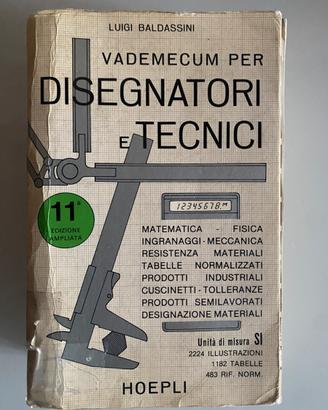 LUIGI BALDASSINI
VADEMECUM PER
DISEGNATORI
E TECNICI
11ª
EDIZIONE
AMPLIATA
12345678.M
MATEMATICA - FISICA
INGRANAGGI - MECCANICA
RESISTENZA MATERIALI
TABELLE NORMALIZZATI
PRODOTTI INDUSTRIALI
CUSCINETTI - TOLLERANZE
PRODOTTI SEMILAVORATI
DESIGNAZIONE MATERIALI
Unità di misura SI
2224 ILLUSTRAZIONI
1182 TABELLE
483 RIF. NORM.
HOEPLI